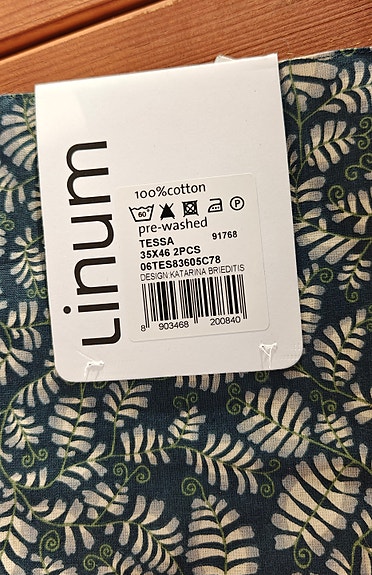 Linum
100%cotton
60°
P
pre-washed
TESSA 91768
35X46 2PCS
06TES83605C78
DESIGN:KATARINA BRIEDITIS
8 903468 200840